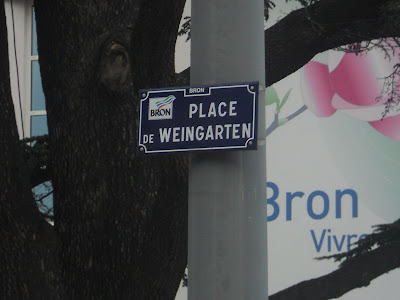 BRON
BRON
PLACE
DE WEINGARTEN
Bron
Vivre